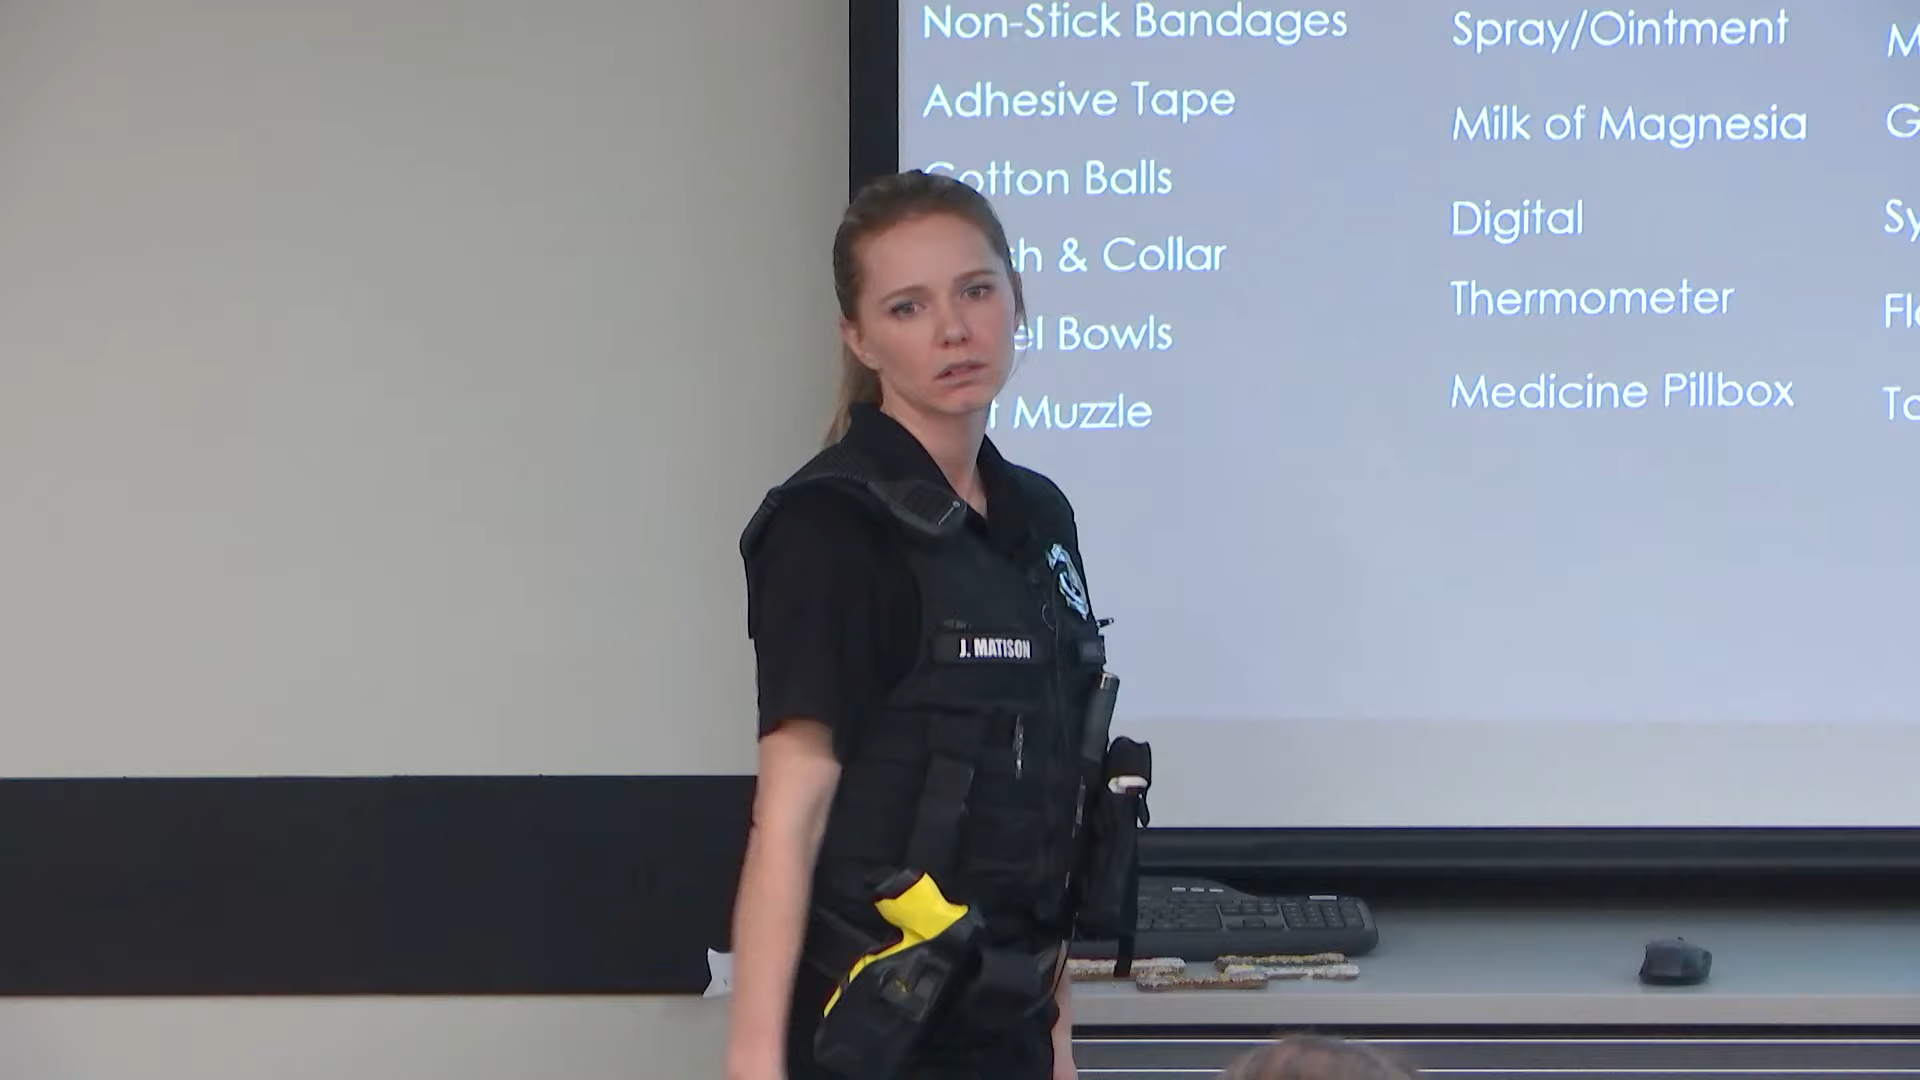 Non-Stick Bandages
Adhesive Tape
Cotton Balls
& Collar
Bowls
Muzzle
Spray/Ointment
Milk of Magnesia
Digital
Thermometer
Medicine Pillbox
J. MATISON